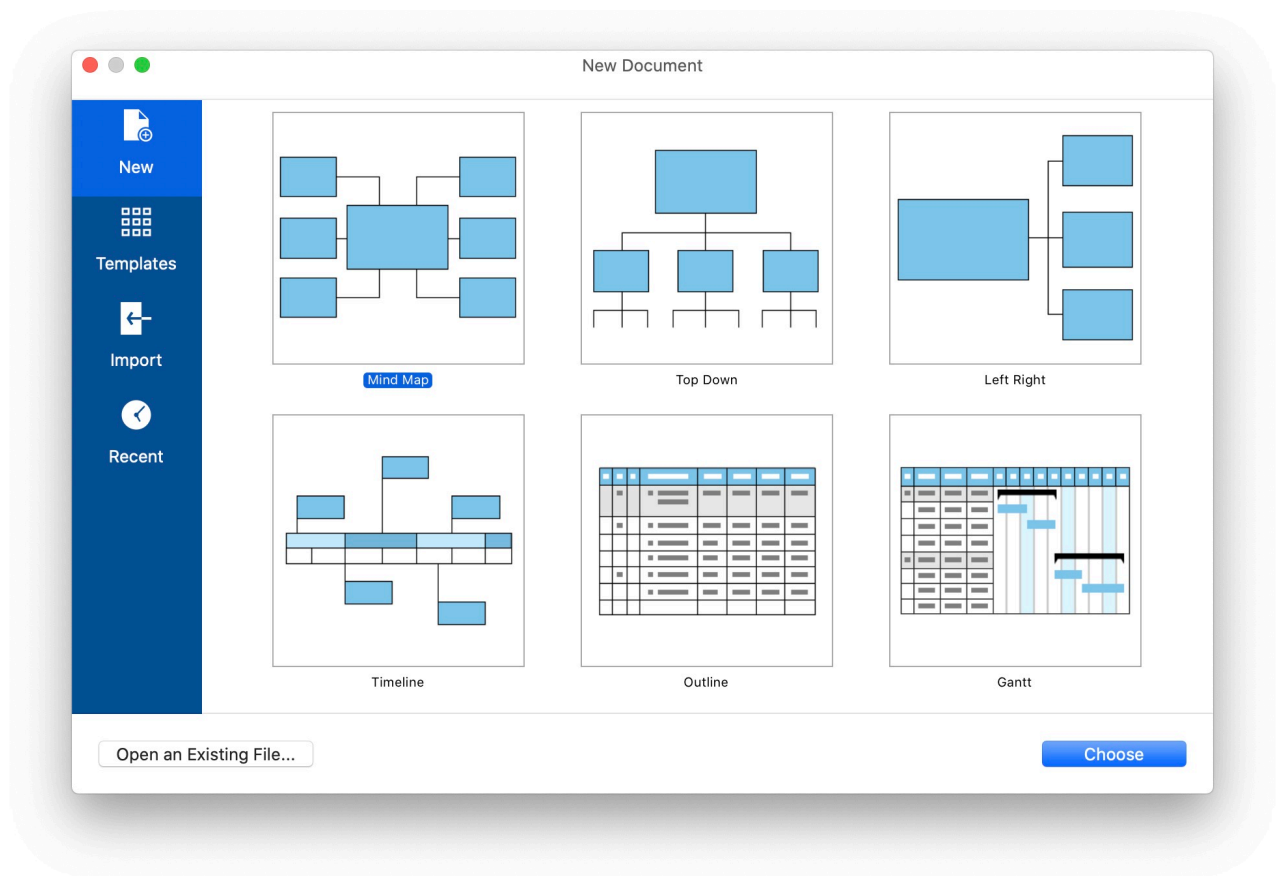 New Document
New
Templates
Import
Recent
Mind Map
Top Down
Left Right
Timeline
Outline
Gantt
Open an Existing File...
Choose